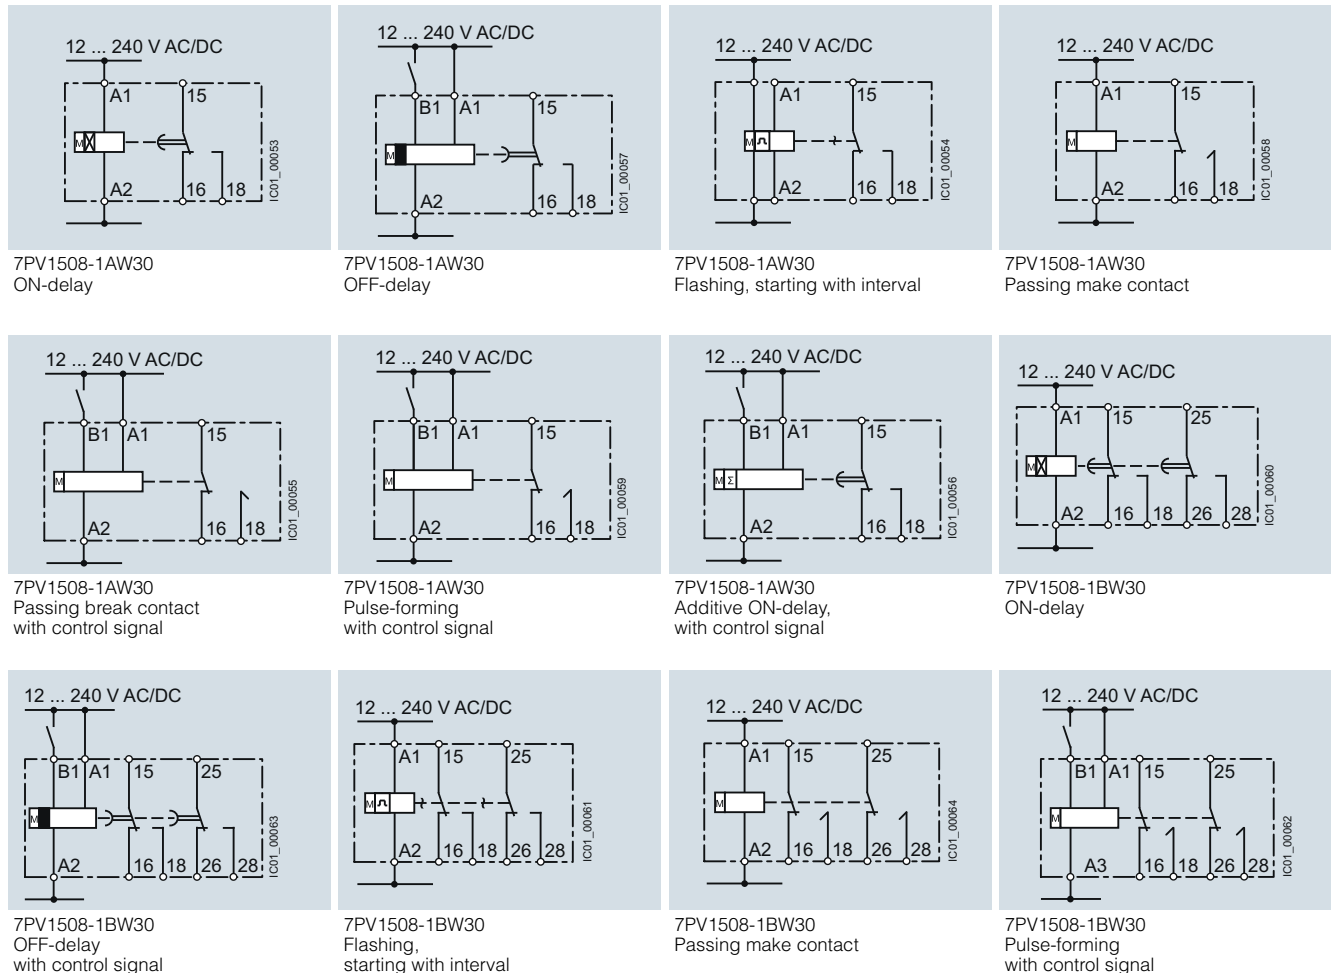 12 ... 240 V AC/DC
A1
15
M
A2
16
18
IC01_00053
7PV1508-1AW30
ON-delay
12 ... 240 V AC/DC
B1
A1
15
M
A2
16
18
IC01_00057
7PV1508-1AW30
OFF-delay
12 ... 240 V AC/DC
A1
15
M
A2
16
18
IC01_00054
7PV1508-1AW30
Flashing, starting with interval
12 ... 240 V AC/DC
A1
15
M
A2
16
18
IC01_00058
7PV1508-1AW30
Passing make contact
12 ... 240 V AC/DC
B1
A1
15
M
A2
16
18
IC01_00055
7PV1508-1AW30
Passing break contact
with control signal
12 ... 240 V AC/DC
B1
A1
15
M
A2
16
18
IC01_00059
7PV1508-1AW30
Pulse-forming
with control signal
12 ... 240 V AC/DC
B1
A1
15
M Σ
A2
16
18
IC01_00056
7PV1508-1AW30
Additive ON-delay,
with control signal
12 ... 240 V AC/DC
A1
15
25
M
A2
16
18
26
28
IC01_00060
7PV1508-1BW30
ON-delay
12 ... 240 V AC/DC
B1
A1
15
25
M
A2
16
18
26
28
IC01_00063
7PV1508-1BW30
OFF-delay
with control signal
12 ... 240 V AC/DC
A1
15
25
M
A2
16
18
26
28
IC01_00061
7PV1508-1BW30
Flashing,
starting with interval
12 ... 240 V AC/DC
A1
15
25
M
A2
16
18
26
28
IC01_00064
7PV1508-1BW30
Passing make contact
12 ... 240 V AC/DC
B1
A1
15
25
M
A3
16
18
26
28
IC01_00062
7PV1508-1BW30
Pulse-forming
with control signal